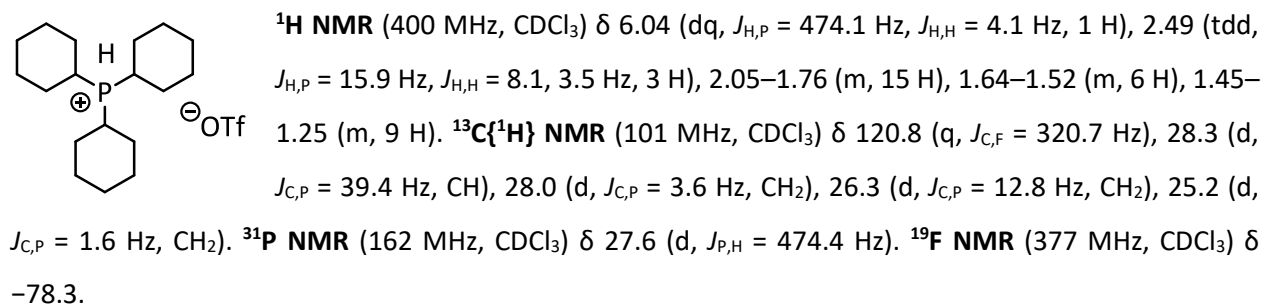 H
P
⊕
⊖OTf
¹H NMR (400 MHz, CDCl₃) δ 6.04 (dq, J_H,P = 474.1 Hz, J_H,H = 4.1 Hz, 1 H), 2.49 (tdd,
J_H,P = 15.9 Hz, J_H,H = 8.1, 3.5 Hz, 3 H), 2.05–1.76 (m, 15 H), 1.64–1.52 (m, 6 H), 1.45–
1.25 (m, 9 H). ¹³C{¹H} NMR (101 MHz, CDCl₃) δ 120.8 (q, J_C,F = 320.7 Hz), 28.3 (d,
J_C,P = 39.4 Hz, CH), 28.0 (d, J_C,P = 3.6 Hz, CH₂), 26.3 (d, J_C,P = 12.8 Hz, CH₂), 25.2 (d,
J_C,P = 1.6 Hz, CH₂). ³¹P NMR (162 MHz, CDCl₃) δ 27.6 (d, J_P,H = 474.4 Hz). ¹⁹F NMR (377 MHz, CDCl₃) δ
−78.3.